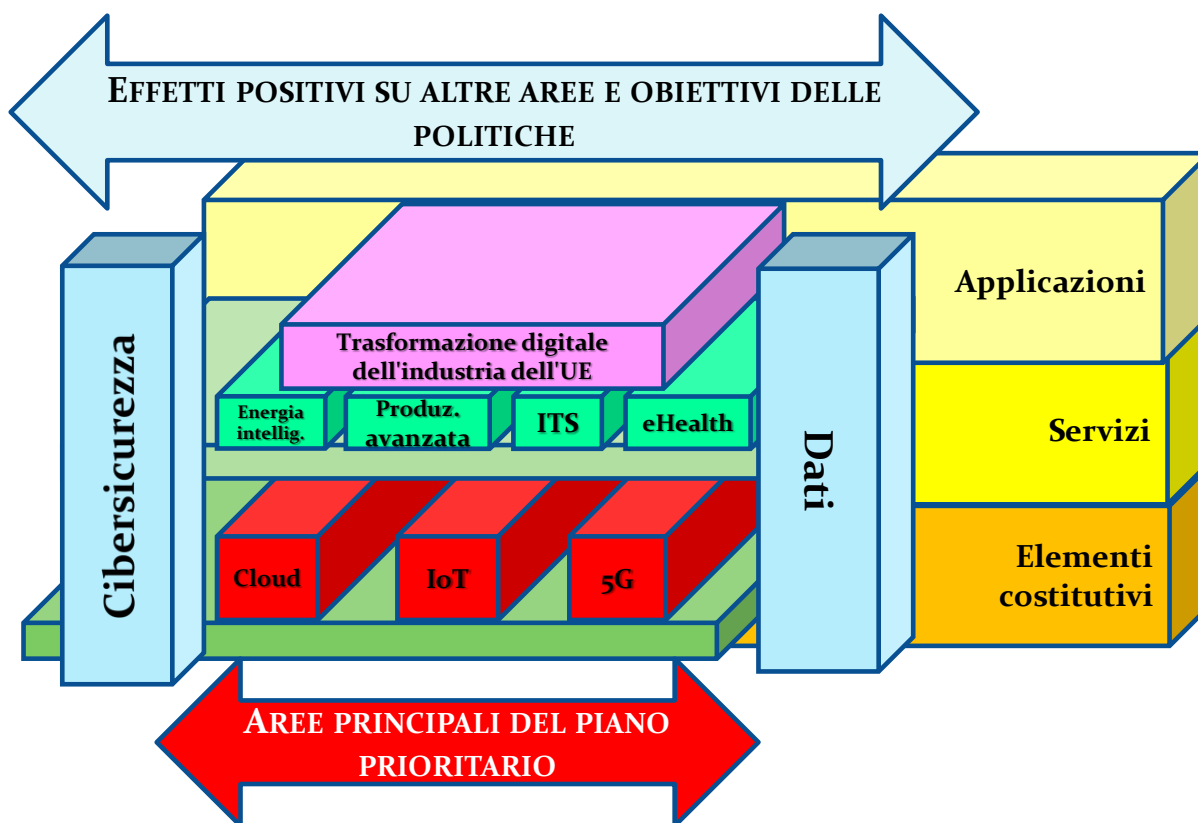 EFFETTI POSITIVI SU ALTRE AREE E OBIETTIVI DELLE
POLITICHE
Applicazioni
Cibersicurezza
Trasformazione digitale
dell'industria dell'UE
Energia
intellig.
Produz.
avanzata
ITS
eHealth
Dati
Servizi
Cloud
IoT
5G
Elementi
costitutivi
AREE PRINCIPALI DEL PIANO
PRIORITARIO